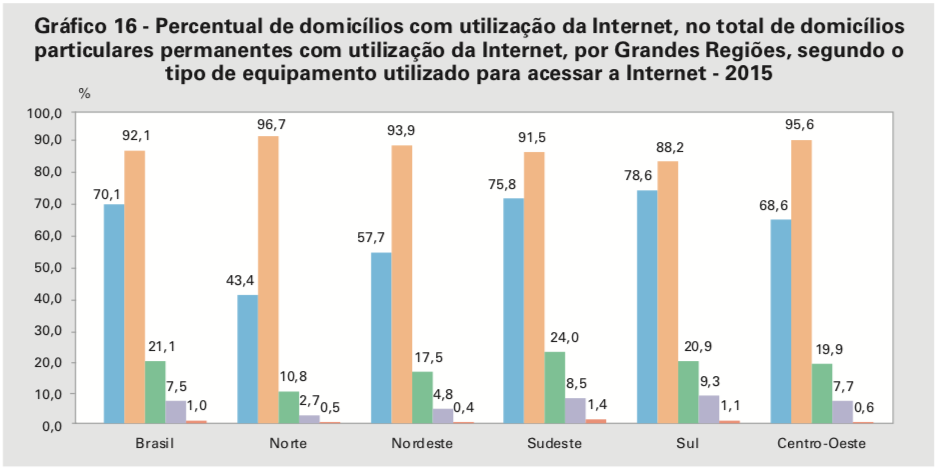 Gráfico 16 - Percentual de domicílios com utilização da Internet, no total de domicílios
particulares permanentes com utilização da Internet, por Grandes Regiões, segundo o
tipo de equipamento utilizado para acessar a Internet - 2015
%
100,0
90,0
80,0
70,0
60,0
50,0
40,0
30,0
20,0
10,0
0,0
70,1 92,1 21,1 7,5 1,0
43,4 96,7 10,8 2,7 0,5
57,7 93,9 17,5 4,8 0,4
75,8 91,5 24,0 8,5 1,4
78,6 88,2 20,9 9,3 1,1
68,6 95,6 19,9 7,7 0,6
Brasil Norte Nordeste Sudeste Sul Centro-Oeste